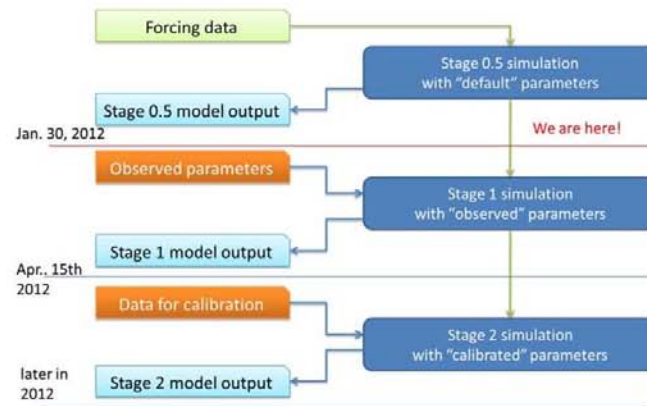 Forcing data
Stage 0.5 simulation
with "default" parameters
Stage 0.5 model output
Jan. 30, 2012
We are here!
Observed parameters
Stage 1 simulation
with "observed" parameters
Stage 1 model output
Apr., 15th
2012
Data for calibration
Stage 2 simulation
with "calibrated" parameters
Stage 2 model output
later in
2012